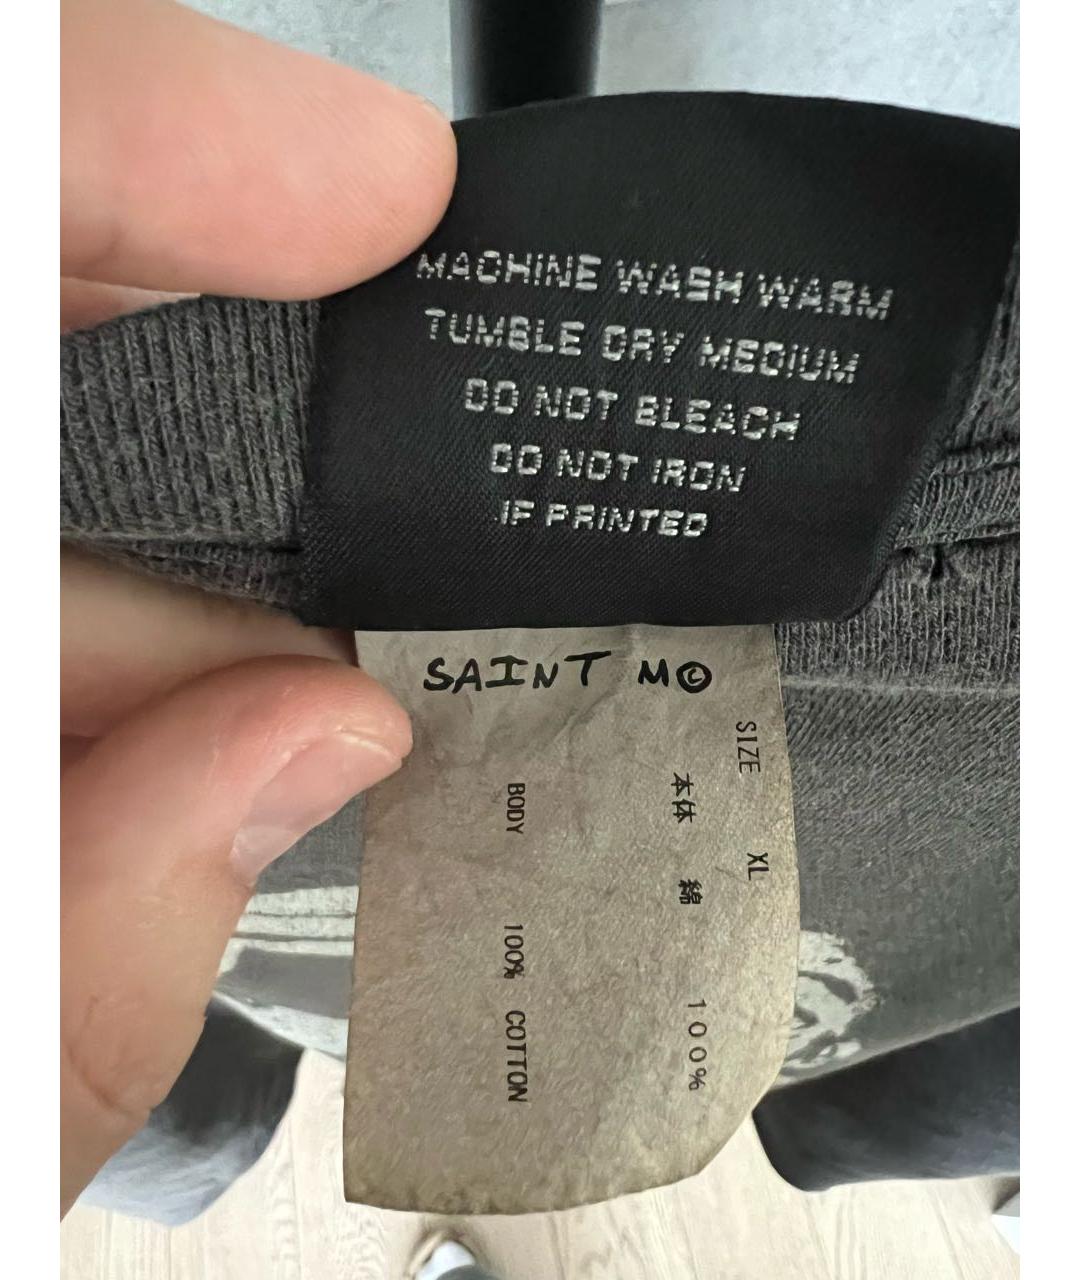 MACHINE WASH WARM
TUMBLE DRY MEDIUM
DO NOT BLEACH
DO NOT IRON
IF PRINTED
SAINT M©
SIZE XL
本体 綿 100%
BODY 100% COTTON